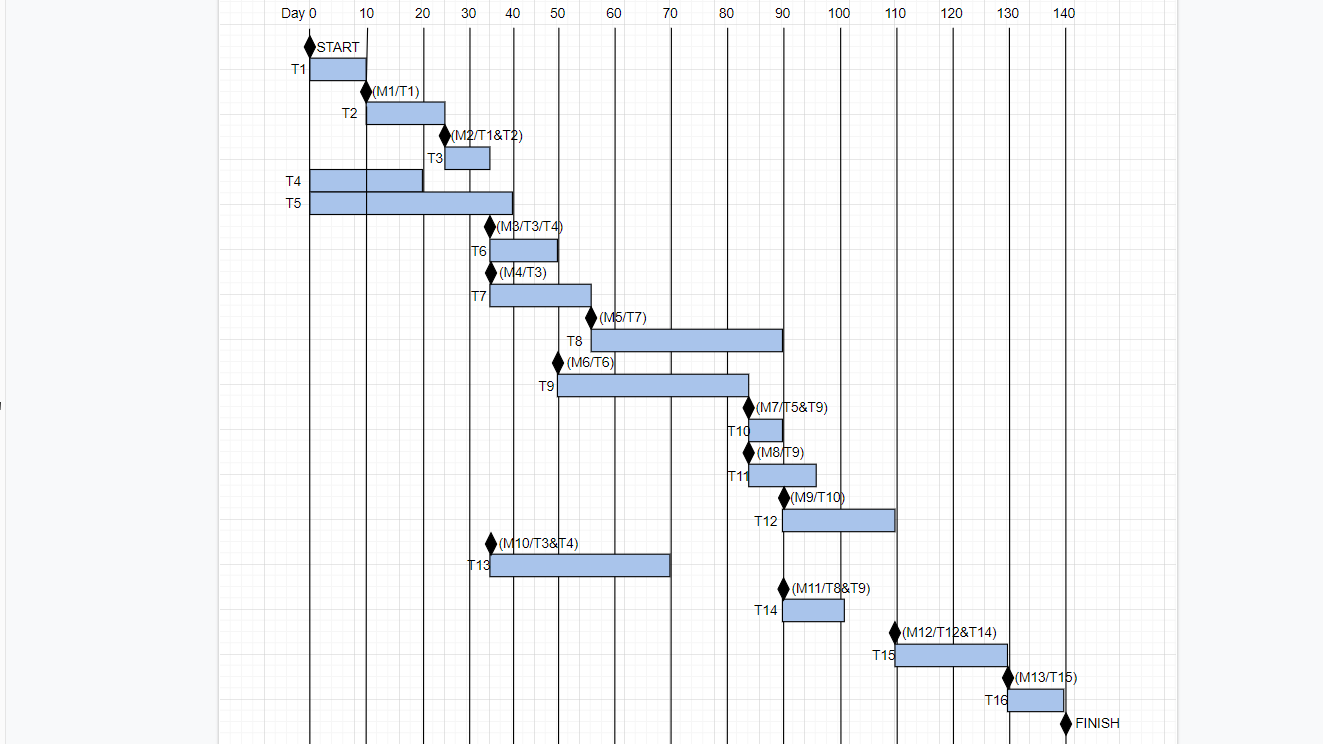 Day 0 10 20 30 40 50 60 70 80 90 100 110 120 130 140
START
T1
(M1/T1)
T2
(M2/T1&T2)
T3
T4
T5
(M3/T3/T4)
T6
(M4/T3)
T7
(M5/T7)
T8
(M6/T6)
T9
(M7/T5&T9)
T10
(M8/T9)
T11
(M9/T10)
T12
(M10/T3&T4)
T13
(M11/T8&T9)
T14
(M12/T12&T14)
T15
(M13/T15)
T16
FINISH